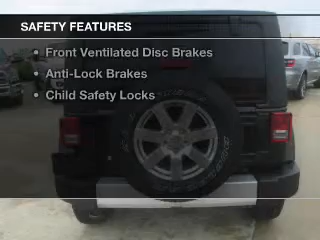 SAFETY FEATURES
• Front Ventilated Disc Brakes
• Anti-Lock Brakes
• Child Safety Locks